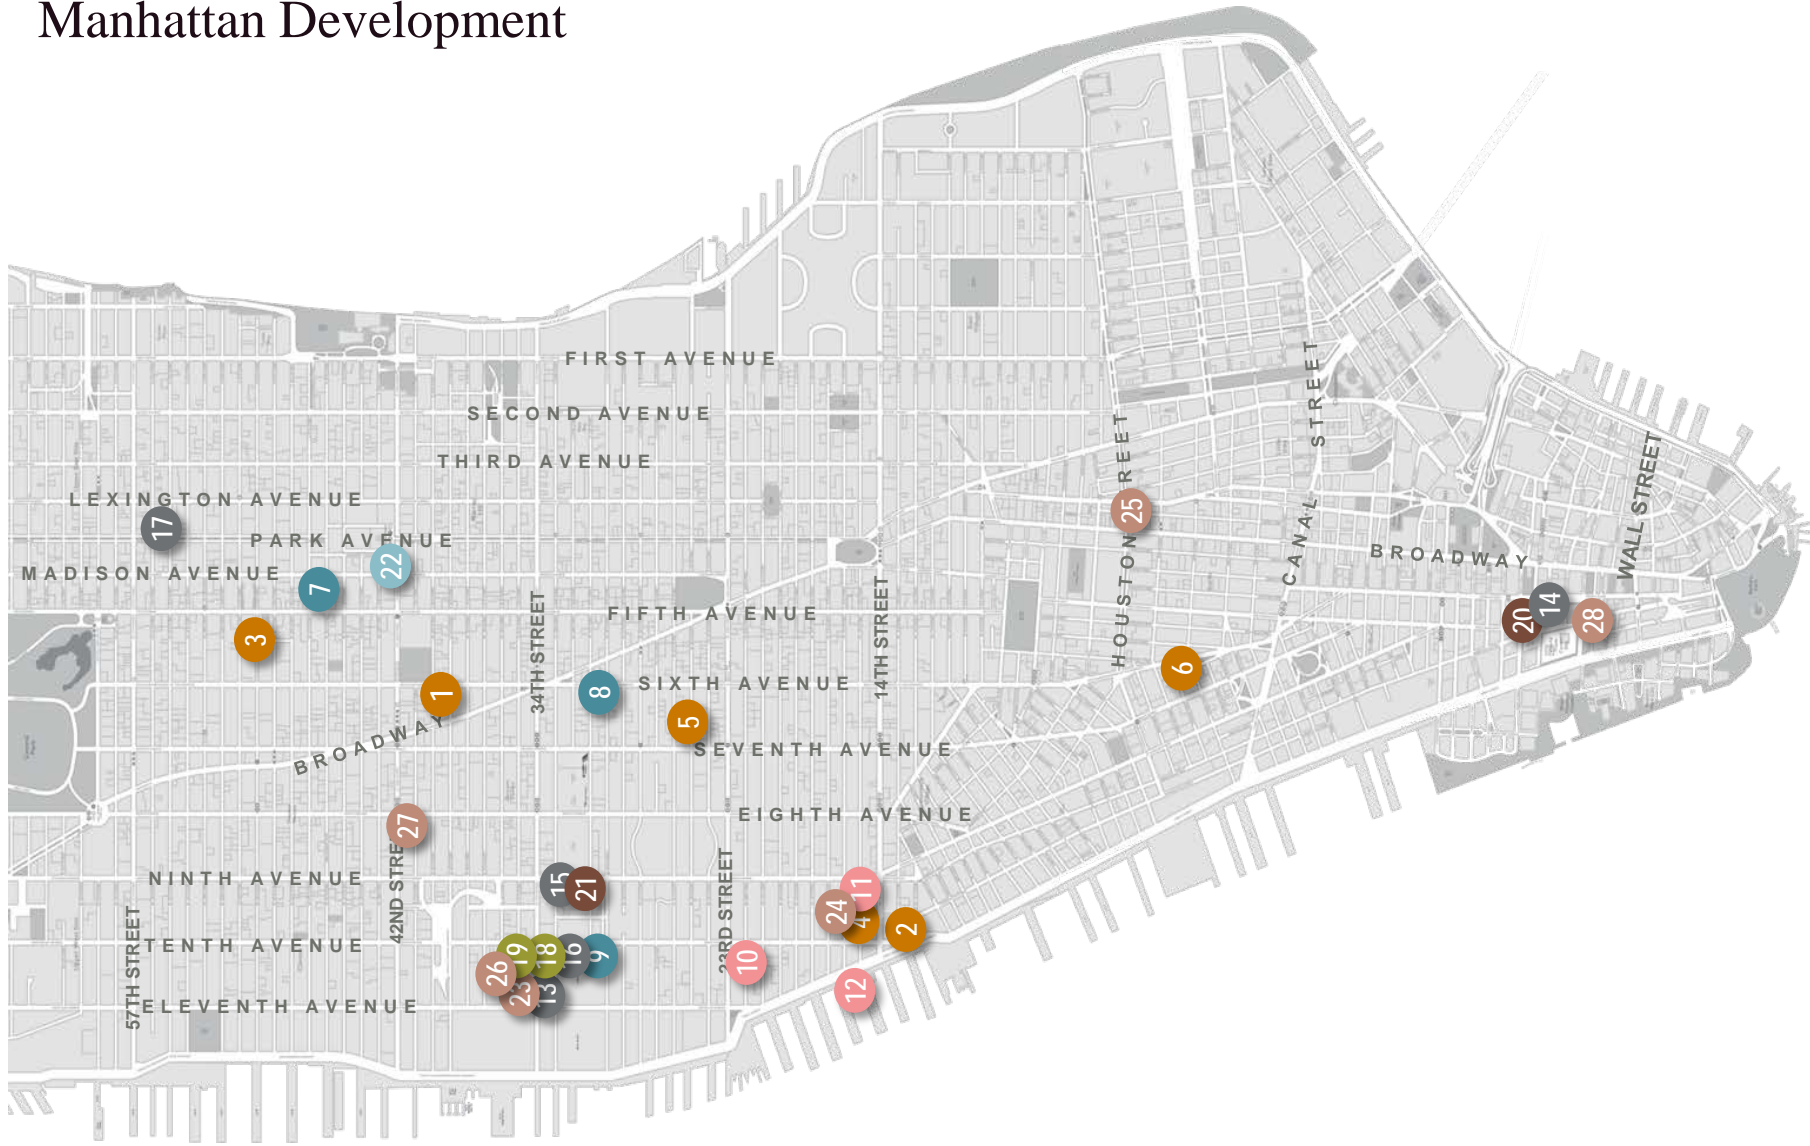 Manhattan Development
FIRST AVENUE
SECOND AVENUE
THIRD AVENUE
LEXINGTON AVENUE
PARK AVENUE
MADISON AVENUE
FIFTH AVENUE
SIXTH AVENUE
SEVENTH AVENUE
EIGHTH AVENUE
NINTH AVENUE
TENTH AVENUE
ELEVENTH AVENUE
BROADWAY
BROADWAY
57TH STREET
42ND STRE
34TH STREET
23RD STREET
14TH STREET
HOUSTON REET
CANAL STREET
WALL STREET
17
22
7
3
1
8
5
25
6
20
14
28
27
15
21
11
24
4
2
19
18
16
9
26
23
13
10
12